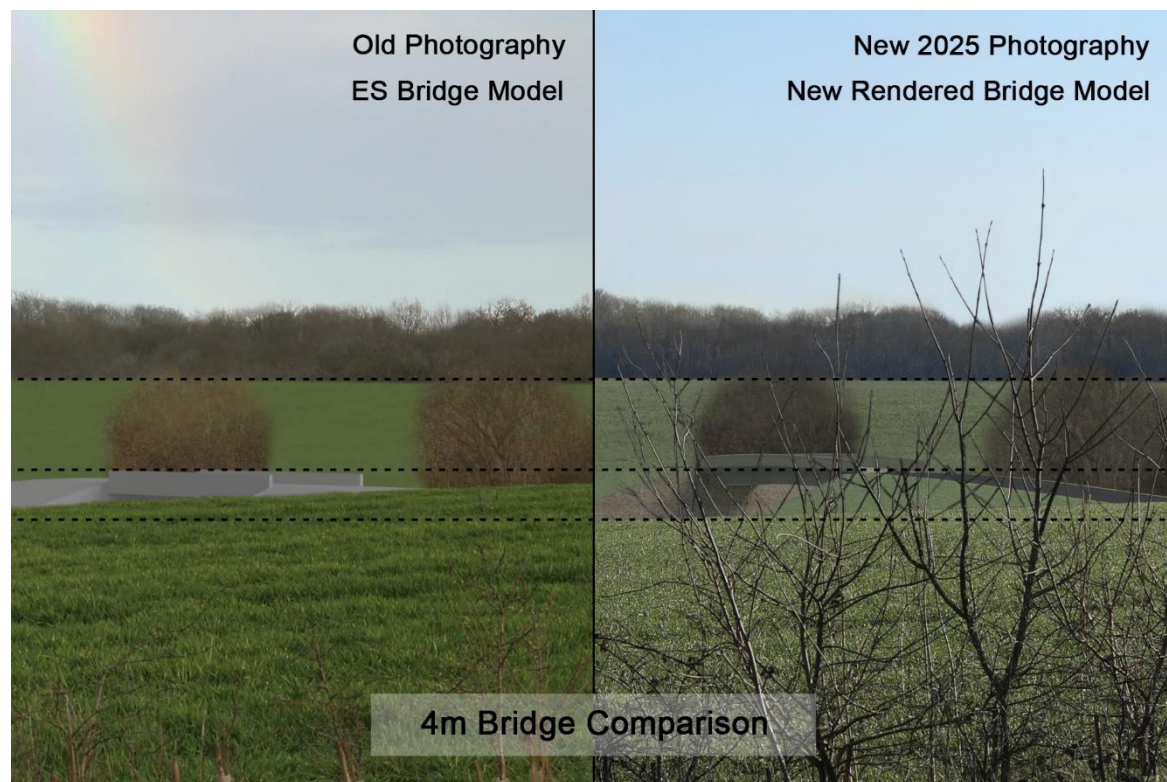 Old Photography
ES Bridge Model
New 2025 Photography
New Rendered Bridge Model
4m Bridge Comparison